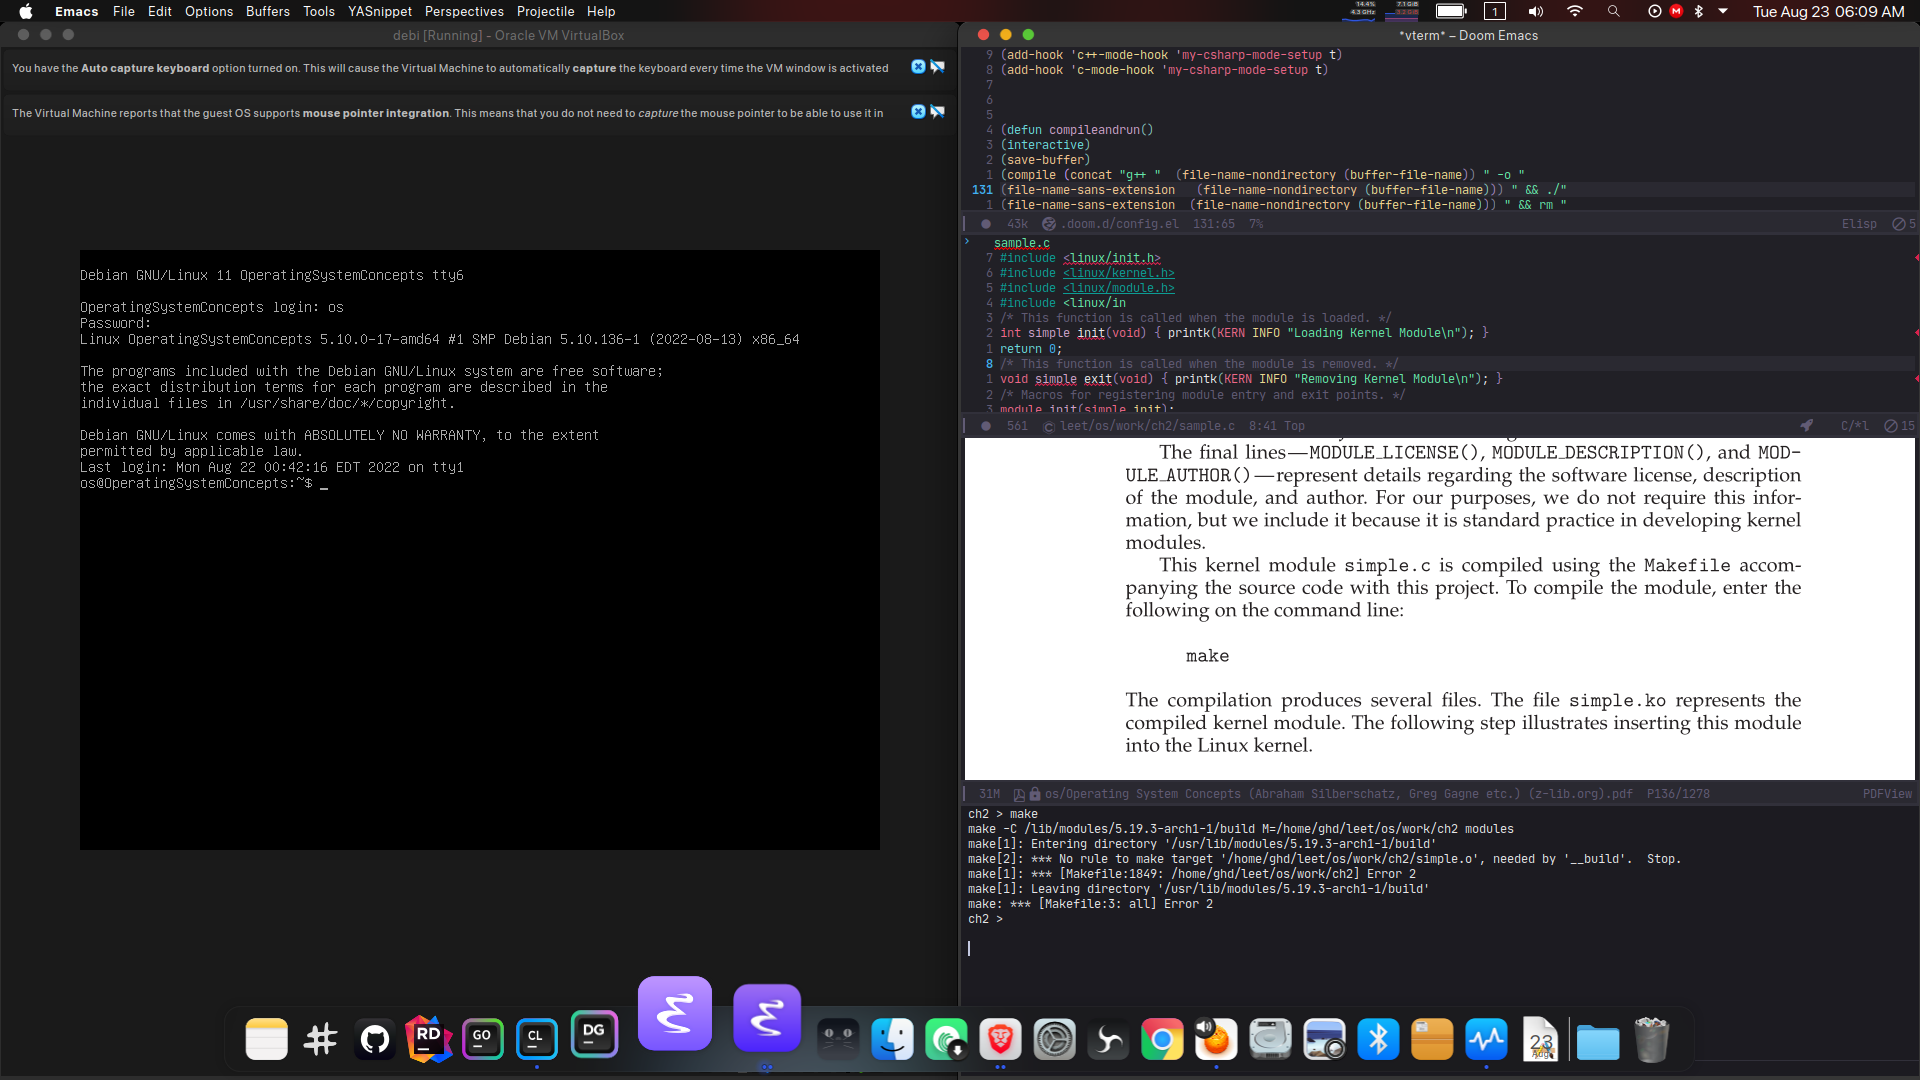 Emacs File Edit Options Buffers Tools YASnippet Perspectives Projectile Help
14.4%
4.3 GHz
7.1 GiB
1
Tue Aug 23 06:09 AM
debi [Running] - Oracle VM VirtualBox
You have the Auto capture keyboard option turned on. This will cause the Virtual Machine to automatically capture the keyboard every time the VM window is activated
The Virtual Machine reports that the guest OS supports mouse pointer integration. This means that you do not need to capture the mouse pointer to be able to use it in
Debian GNU/Linux 11 OperatingSystemConcepts tty6
OperatingSystemConcepts login: os
Password:
Linux OperatingSystemConcepts 5.10.0-17-amd64 #1 SMP Debian 5.10.136-1 (2022-08-13) x86_64
The programs included with the Debian GNU/Linux system are free software;
the exact distribution terms for each program are described in the
individual files in /usr/share/doc/*/copyright.
Debian GNU/Linux comes with ABSOLUTELY NO WARRANTY, to the extent
permitted by applicable law.
Last login: Mon Aug 22 00:42:16 EDT 2022 on tty1
os@OperatingSystemConcepts:~$ _
*vterm* – Doom Emacs
9 (add-hook 'c++-mode-hook 'my-csharp-mode-setup t)
8 (add-hook 'c-mode-hook 'my-csharp-mode-setup t)
7
6
5
4 (defun compileandrun()
3 (interactive)
2 (save-buffer)
1 (compile (concat "g++ " (file-name-nondirectory (buffer-file-name)) " -o "
131 (file-name-sans-extension (file-name-nondirectory (buffer-file-name))) " && ./"
1 (file-name-sans-extension (file-name-nondirectory (buffer-file-name))) " && rm "
43k .doom.d/config.el 131:65 7% Elisp 5
sample.c
7 #include <linux/init.h>
6 #include <linux/kernel.h>
5 #include <linux/module.h>
4 #include <linux/in
3 /* This function is called when the module is loaded. */
2 int simple init(void) { printk(KERN INFO "Loading Kernel Module\n"); }
1 return 0;
8 /* This function is called when the module is removed. */
1 void simple exit(void) { printk(KERN INFO "Removing Kernel Module\n"); }
2 /* Macros for registering module entry and exit points. */
3 module init(simple init);
561 leet/os/work/ch2/sample.c 8:41 Top C/*l 15
The final lines—MODULE_LICENSE(), MODULE_DESCRIPTION(), and MOD-
ULE_AUTHOR()—represent details regarding the software license, description
of the module, and author. For our purposes, we do not require this infor-
mation, but we include it because it is standard practice in developing kernel
modules.
This kernel module simple.c is compiled using the Makefile accom-
panying the source code with this project. To compile the module, enter the
following on the command line:
make
The compilation produces several files. The file simple.ko represents the
compiled kernel module. The following step illustrates inserting this module
into the Linux kernel.
31M os/Operating System Concepts (Abraham Silberschatz, Greg Gagne etc.) (z-lib.org).pdf P136/1278 PDFView
ch2 > make
make -C /lib/modules/5.19.3-arch1-1/build M=/home/ghd/leet/os/work/ch2 modules
make[1]: Entering directory '/usr/lib/modules/5.19.3-arch1-1/build'
make[2]: *** No rule to make target '/home/ghd/leet/os/work/ch2/simple.o', needed by '__build'. Stop.
make[1]: *** [Makefile:1849: /home/ghd/leet/os/work/ch2] Error 2
make[1]: Leaving directory '/usr/lib/modules/5.19.3-arch1-1/build'
make: *** [Makefile:3: all] Error 2
ch2 >
RD
GO
CL
DG
23